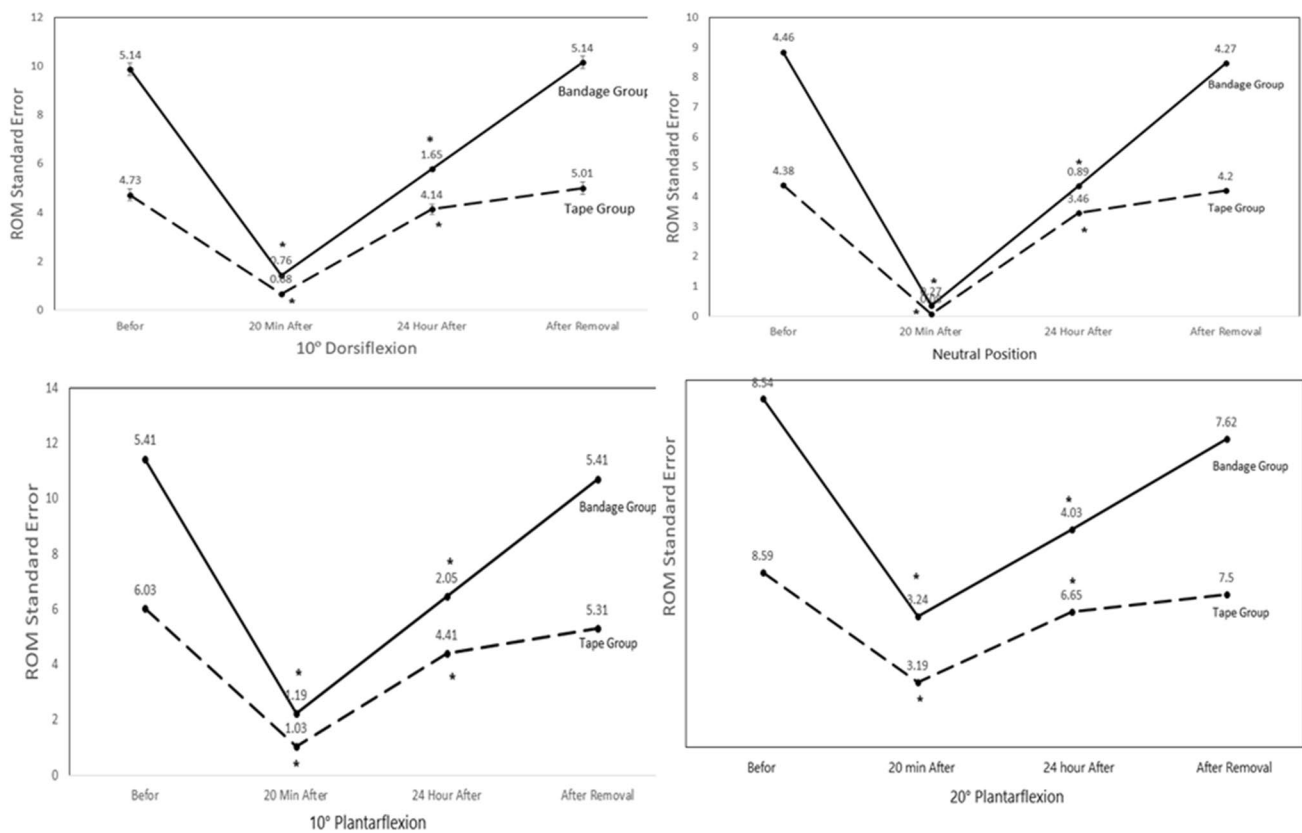 12
10
8
6
4
2
0
ROM Standard Error
5.14
0.76
1.65
5.14
4.73
4.14
5.01
*
*
*
*
Bandage Group
Tape Group
Befor
20 Min After
24 Hour After
After Removal
10° Dorsiflexion
10
9
8
7
6
5
4
3
2
1
0
ROM Standard Error
4.46
0.89
4.27
4.38
3.46
4.2
*
*
*
*
Bandage Group
Tape Group
Befor
20 Min After
24 Hour After
After Removal
Neutral Position
14
12
10
8
6
4
2
0
ROM Standard Error
5.41
1.19
2.05
5.41
6.03
1.03
4.41
5.31
*
*
*
*
Bandage Group
Tape Group
Befor
20 Min After
24 Hour After
After Removal
10° Plantarflexion
ROM Standard Error
8.54
3.24
4.03
7.62
8.59
3.19
6.65
7.5
*
*
*
*
Bandage Group
Tape Group
Befor
20 min After
24 hour After
After Removal
20° Plantarflexion